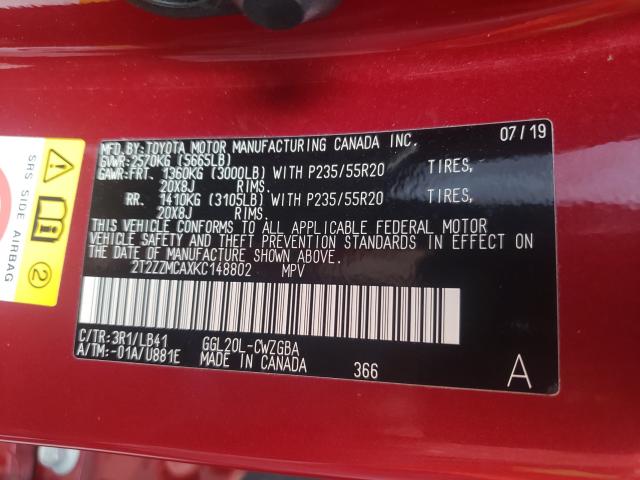 MFD.BY: TOYOTA MOTOR MANUFACTURING CANADA INC. 07/19
GVWR: 2570KG (5665LB)
GAWR: FRT. 1360KG (3000LB) WITH P235/55R20 TIRES,
20X8J RIMS.
RR. 1410KG (3105LB) WITH P235/55R20 TIRES,
20X8J RIMS.
THIS VEHICLE CONFORMS TO ALL APPLICABLE FEDERAL MOTOR
VEHICLE SAFETY AND THEFT PREVENTION STANDARDS IN EFFECT ON
THE DATE OF MANUFACTURE SHOWN ABOVE.
2T2ZZMCAXKC148802 MPV
C/TR: 3R1/LB41 GGL20L-CWZGBA
A/TM: -01A/U881E MADE IN CANADA 366 A
SRS SIDE AIRBAG
2